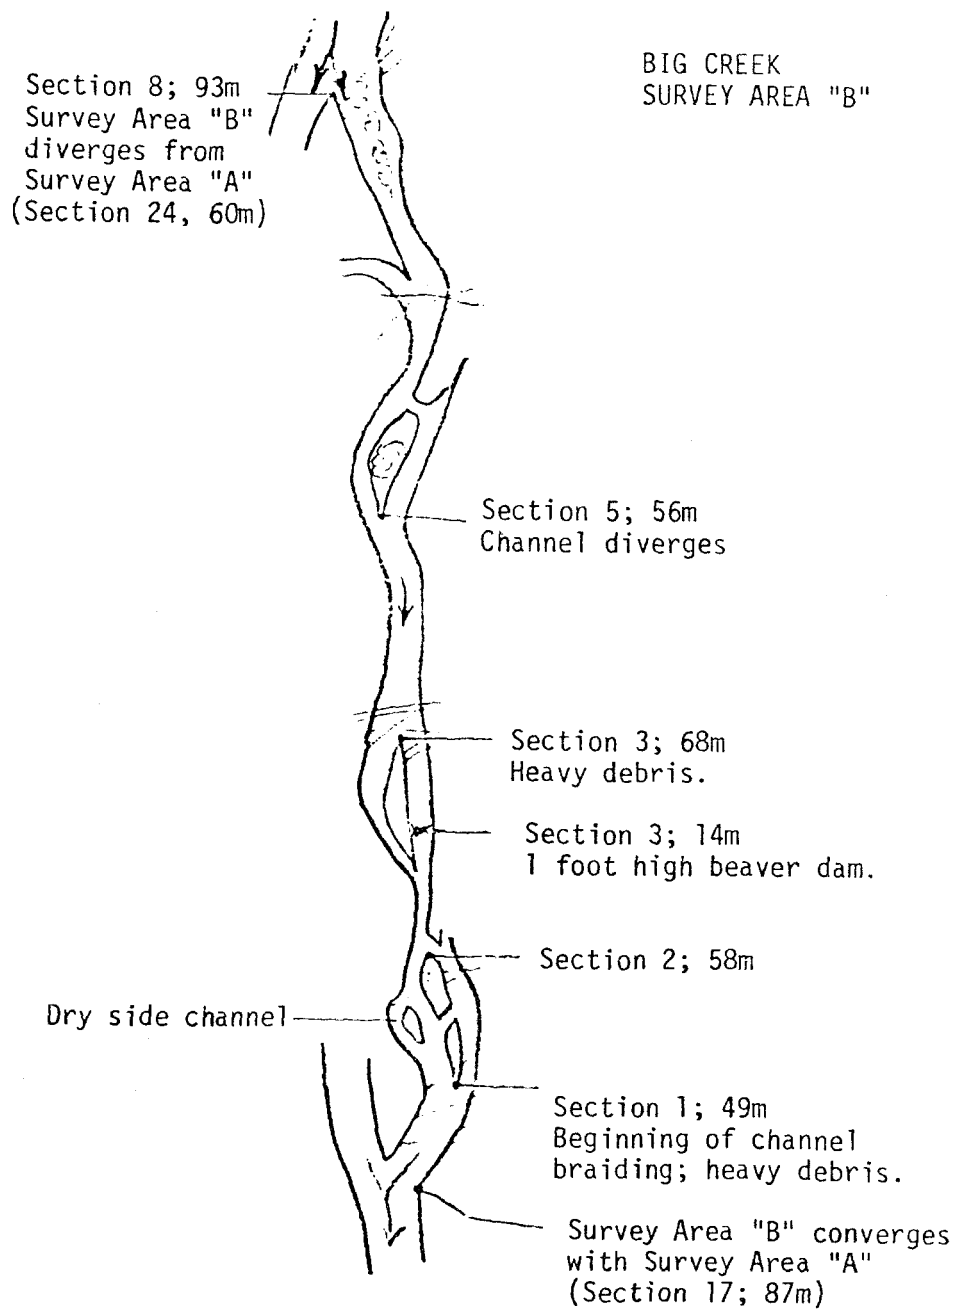 BIG CREEK
SURVEY AREA "B"
Section 8; 93m
Survey Area "B"
diverges from
Survey Area "A"
(Section 24, 60m)
Section 5; 56m
Channel diverges
Section 3; 68m
Heavy debris.
Section 3; 14m
1 foot high beaver dam.
Section 2; 58m
Dry side channel
Section 1; 49m
Beginning of channel
braiding; heavy debris.
Survey Area "B" converges
with Survey Area "A"
(Section 17; 87m)